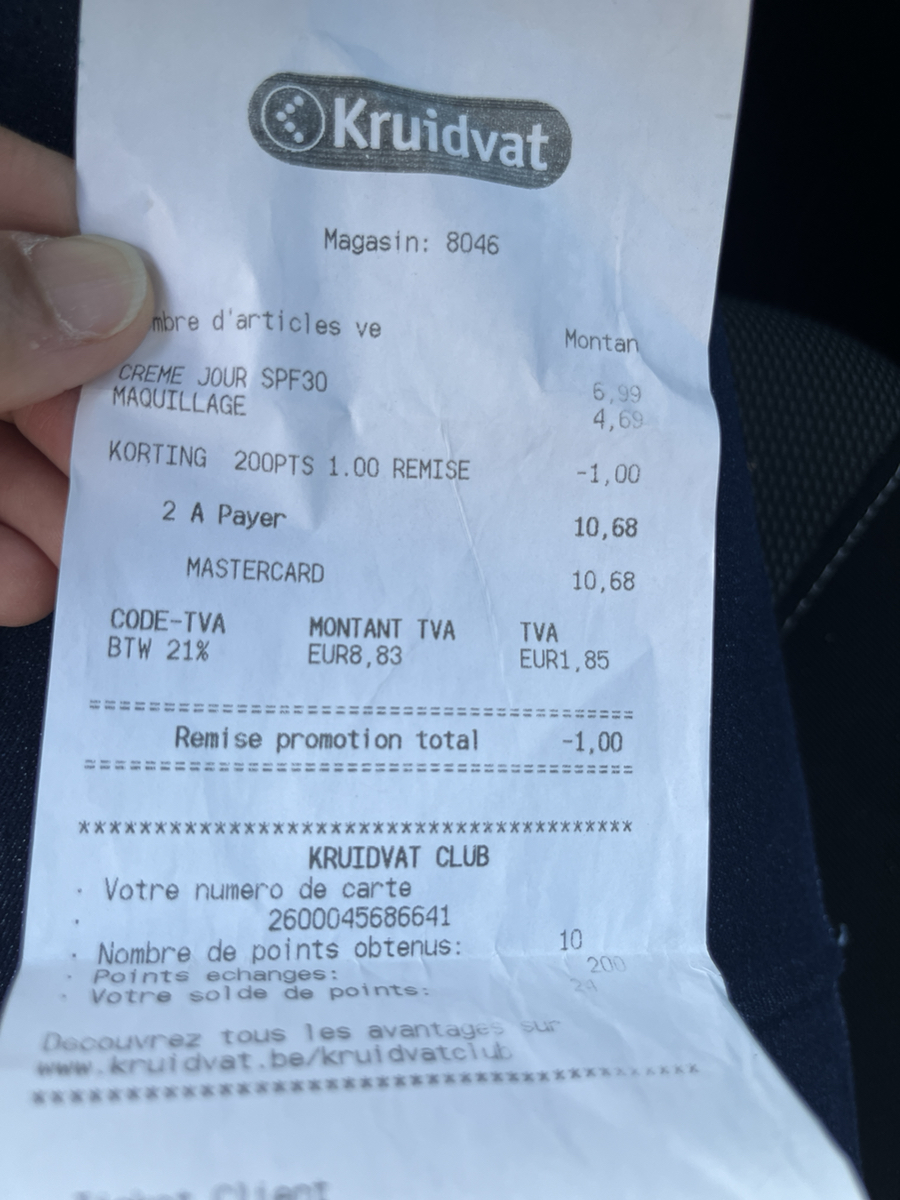 Kruidvat
Magasin: 8046
mbre d'articles ve Montan
CREME JOUR SPF30 6,99
MAQUILLAGE 4,69
KORTING 200PTS 1.00 REMISE -1,00
2 A Payer 10,68
MASTERCARD 10,68
CODE-TVA MONTANT TVA TVA
BTW 21% EUR8,83 EUR1,85
=============================================
Remise promotion total -1,00
=============================================
*********************************************
KRUIDVAT CLUB
· Votre numero de carte
· 2600045686641
· Nombre de points obtenus: 10
· Points echanges: 200
· Votre solde de points: 24
Decouvrez tous les avantages sur
www.kruidvat.be/kruidvatclub
*********************************************
Client